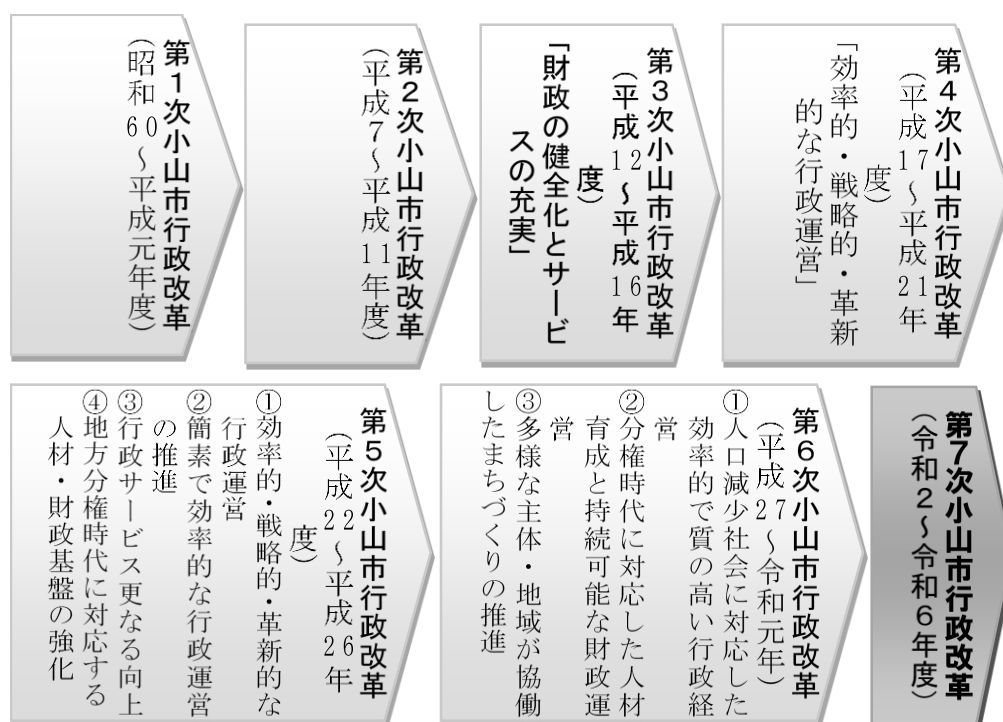 第１次小山市行政改革
（昭和60～平成元年度）
第２次小山市行政改革
（平成7～平成11年度）
第３次小山市行政改革
（平成12～平成16年
度）
「財政の健全化とサービ
スの充実」
第４次小山市行政改革
（平成17～平成21年
度）
「効率的・戦略的・革新
的な行政運営」
第５次小山市行政改革
（平成22～平成26年
度）
①効率的・戦略的・革新的な
行政運営
②簡素で効率的な行政運営
の推進
③行政サービス更なる向上
④地方分権時代に対応する
人材・財政基盤の強化
第６次小山市行政改革
（平成27～令和元年）
①人口減少社会に対応した
効率的で質の高い行政経
営
②分権時代に対応した人材
育成と持続可能な財政運
営
③多様な主体・地域が協働
したまちづくりの推進
第７次小山市行政改革
（令和２～令和６年度）